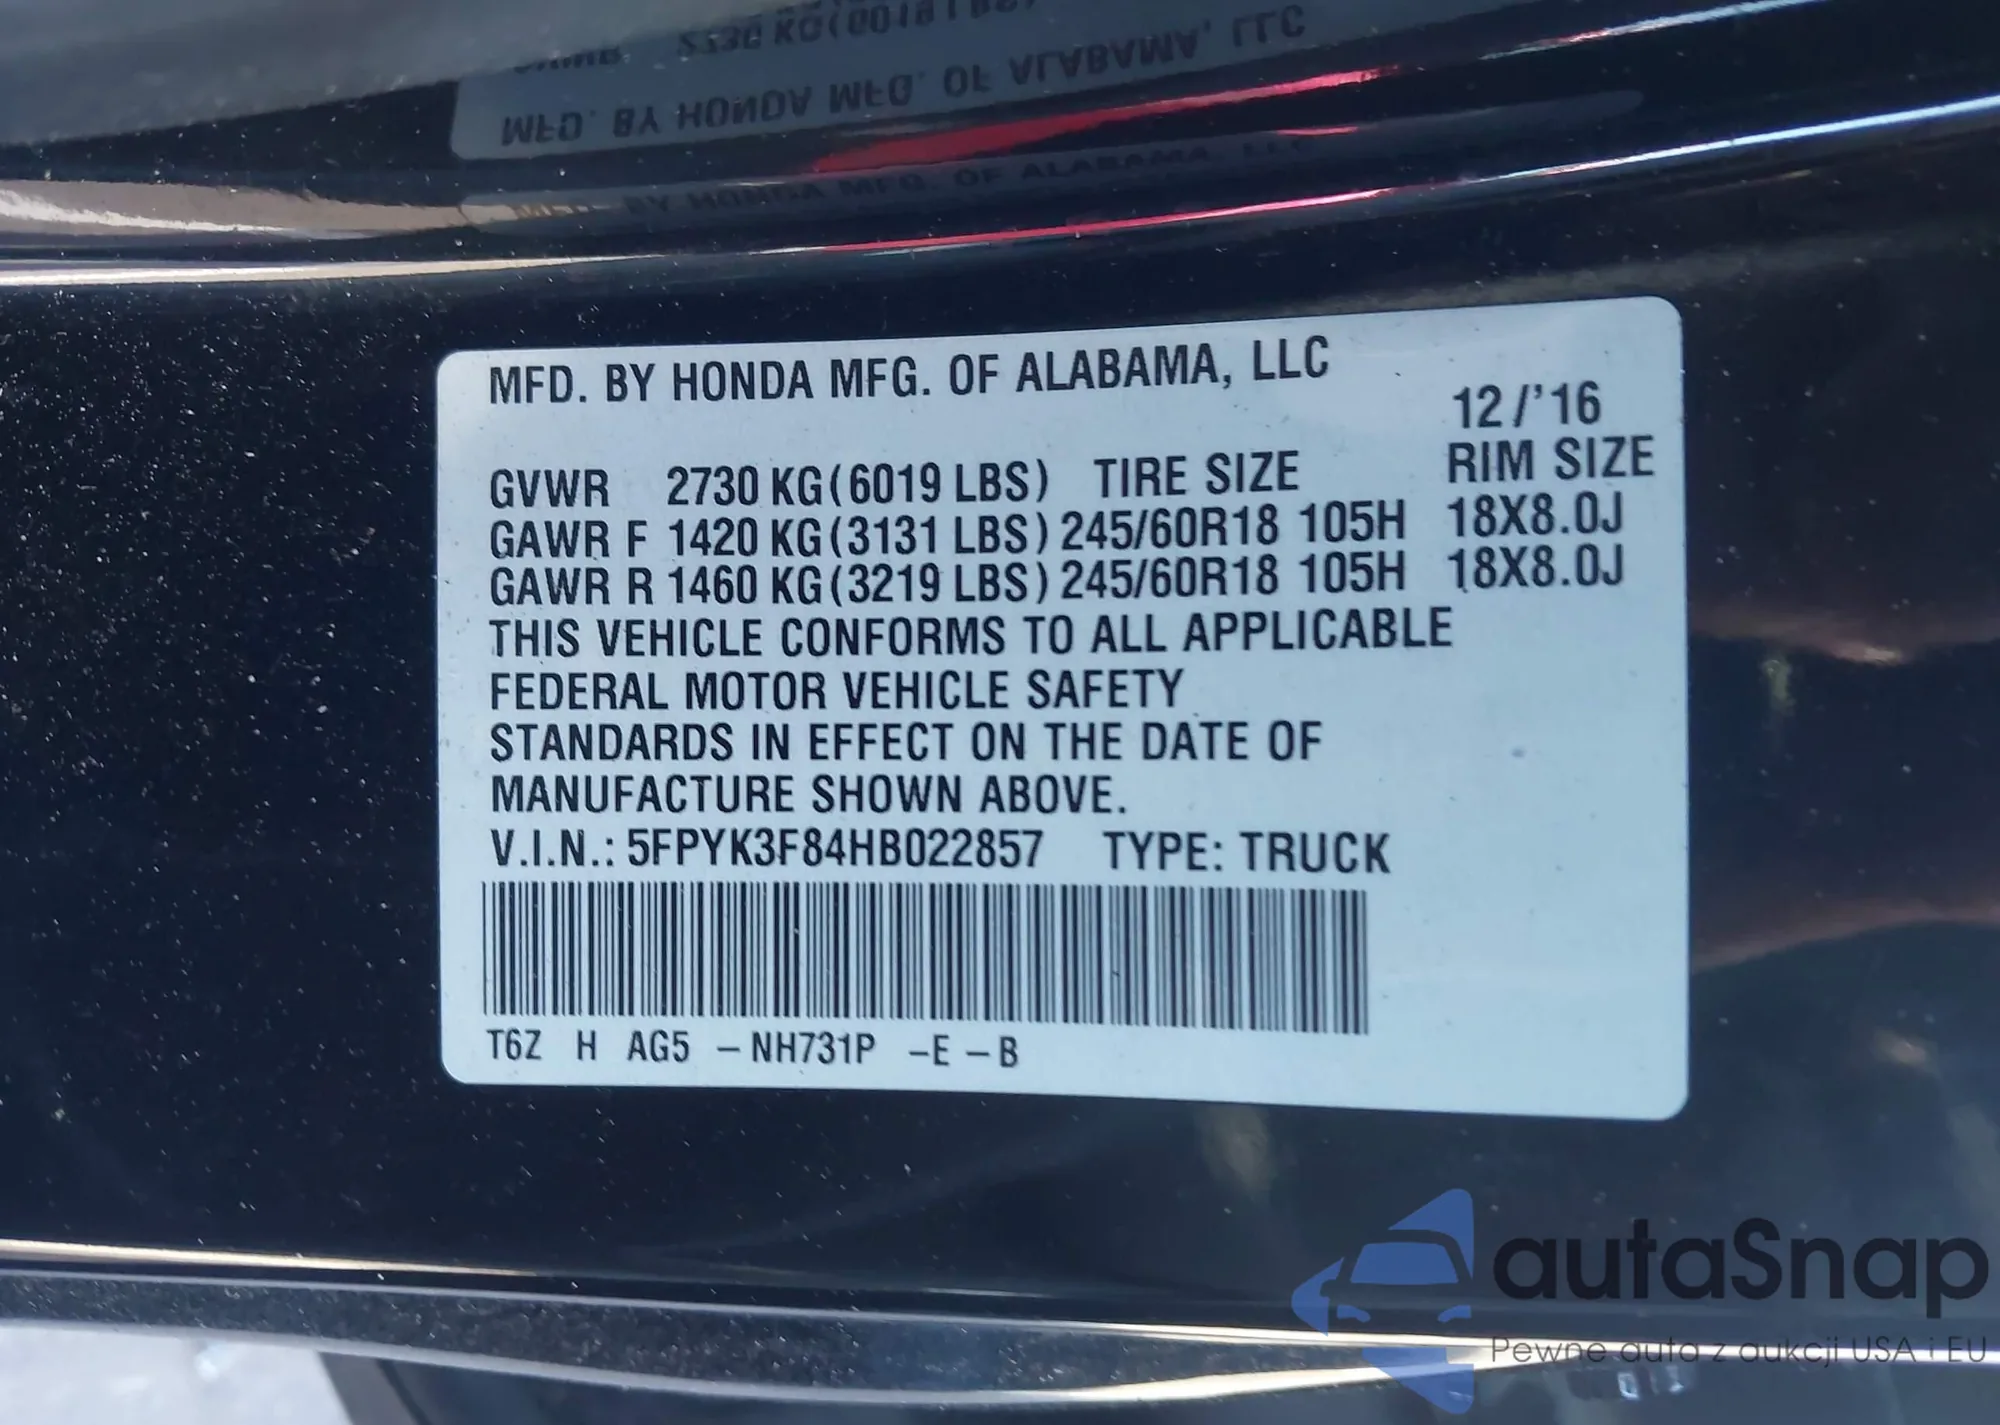 MFD. BY HONDA MFG. OF ALABAMA, LLC
12/'16
GVWR 2730 KG(6019 LBS) TIRE SIZE RIM SIZE
GAWR F 1420 KG(3131 LBS) 245/60R18 105H 18X8.0J
GAWR R 1460 KG(3219 LBS) 245/60R18 105H 18X8.0J
THIS VEHICLE CONFORMS TO ALL APPLICABLE
FEDERAL MOTOR VEHICLE SAFETY
STANDARDS IN EFFECT ON THE DATE OF
MANUFACTURE SHOWN ABOVE.
V.I.N.: 5FPYK3F84HB022857 TYPE: TRUCK
T6Z H AG5 –NH731P –E –B
autaSnap
Pewne auta z aukcji USA i EU